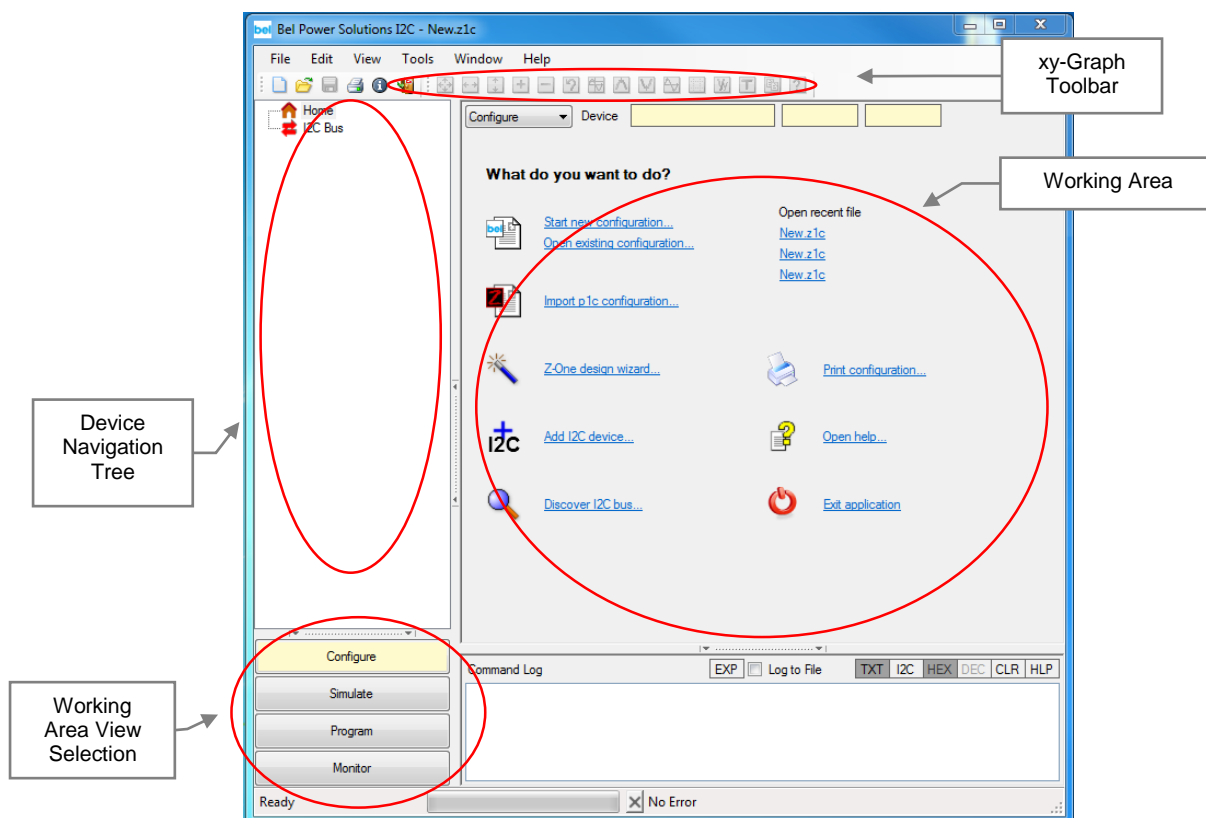 bel Bel Power Solutions I2C - New.z1c
File Edit View Tools Window Help
xy-Graph
Toolbar
Home
I2C Bus
Configure Device
Working Area
What do you want to do?
bel
Start new configuration...
Open existing configuration...
Open recent file
New.z1c
New.z1c
New.z1c
Z
Import p1c configuration...
Z-One design wizard...
Print configuration...
I2C
Add I2C device...
Open help...
Discover I2C bus...
Exit application
Device
Navigation
Tree
Configure
Simulate
Program
Monitor
Working
Area View
Selection
Command Log EXP Log to File TXT I2C HEX DEC CLR HLP
Ready No Error